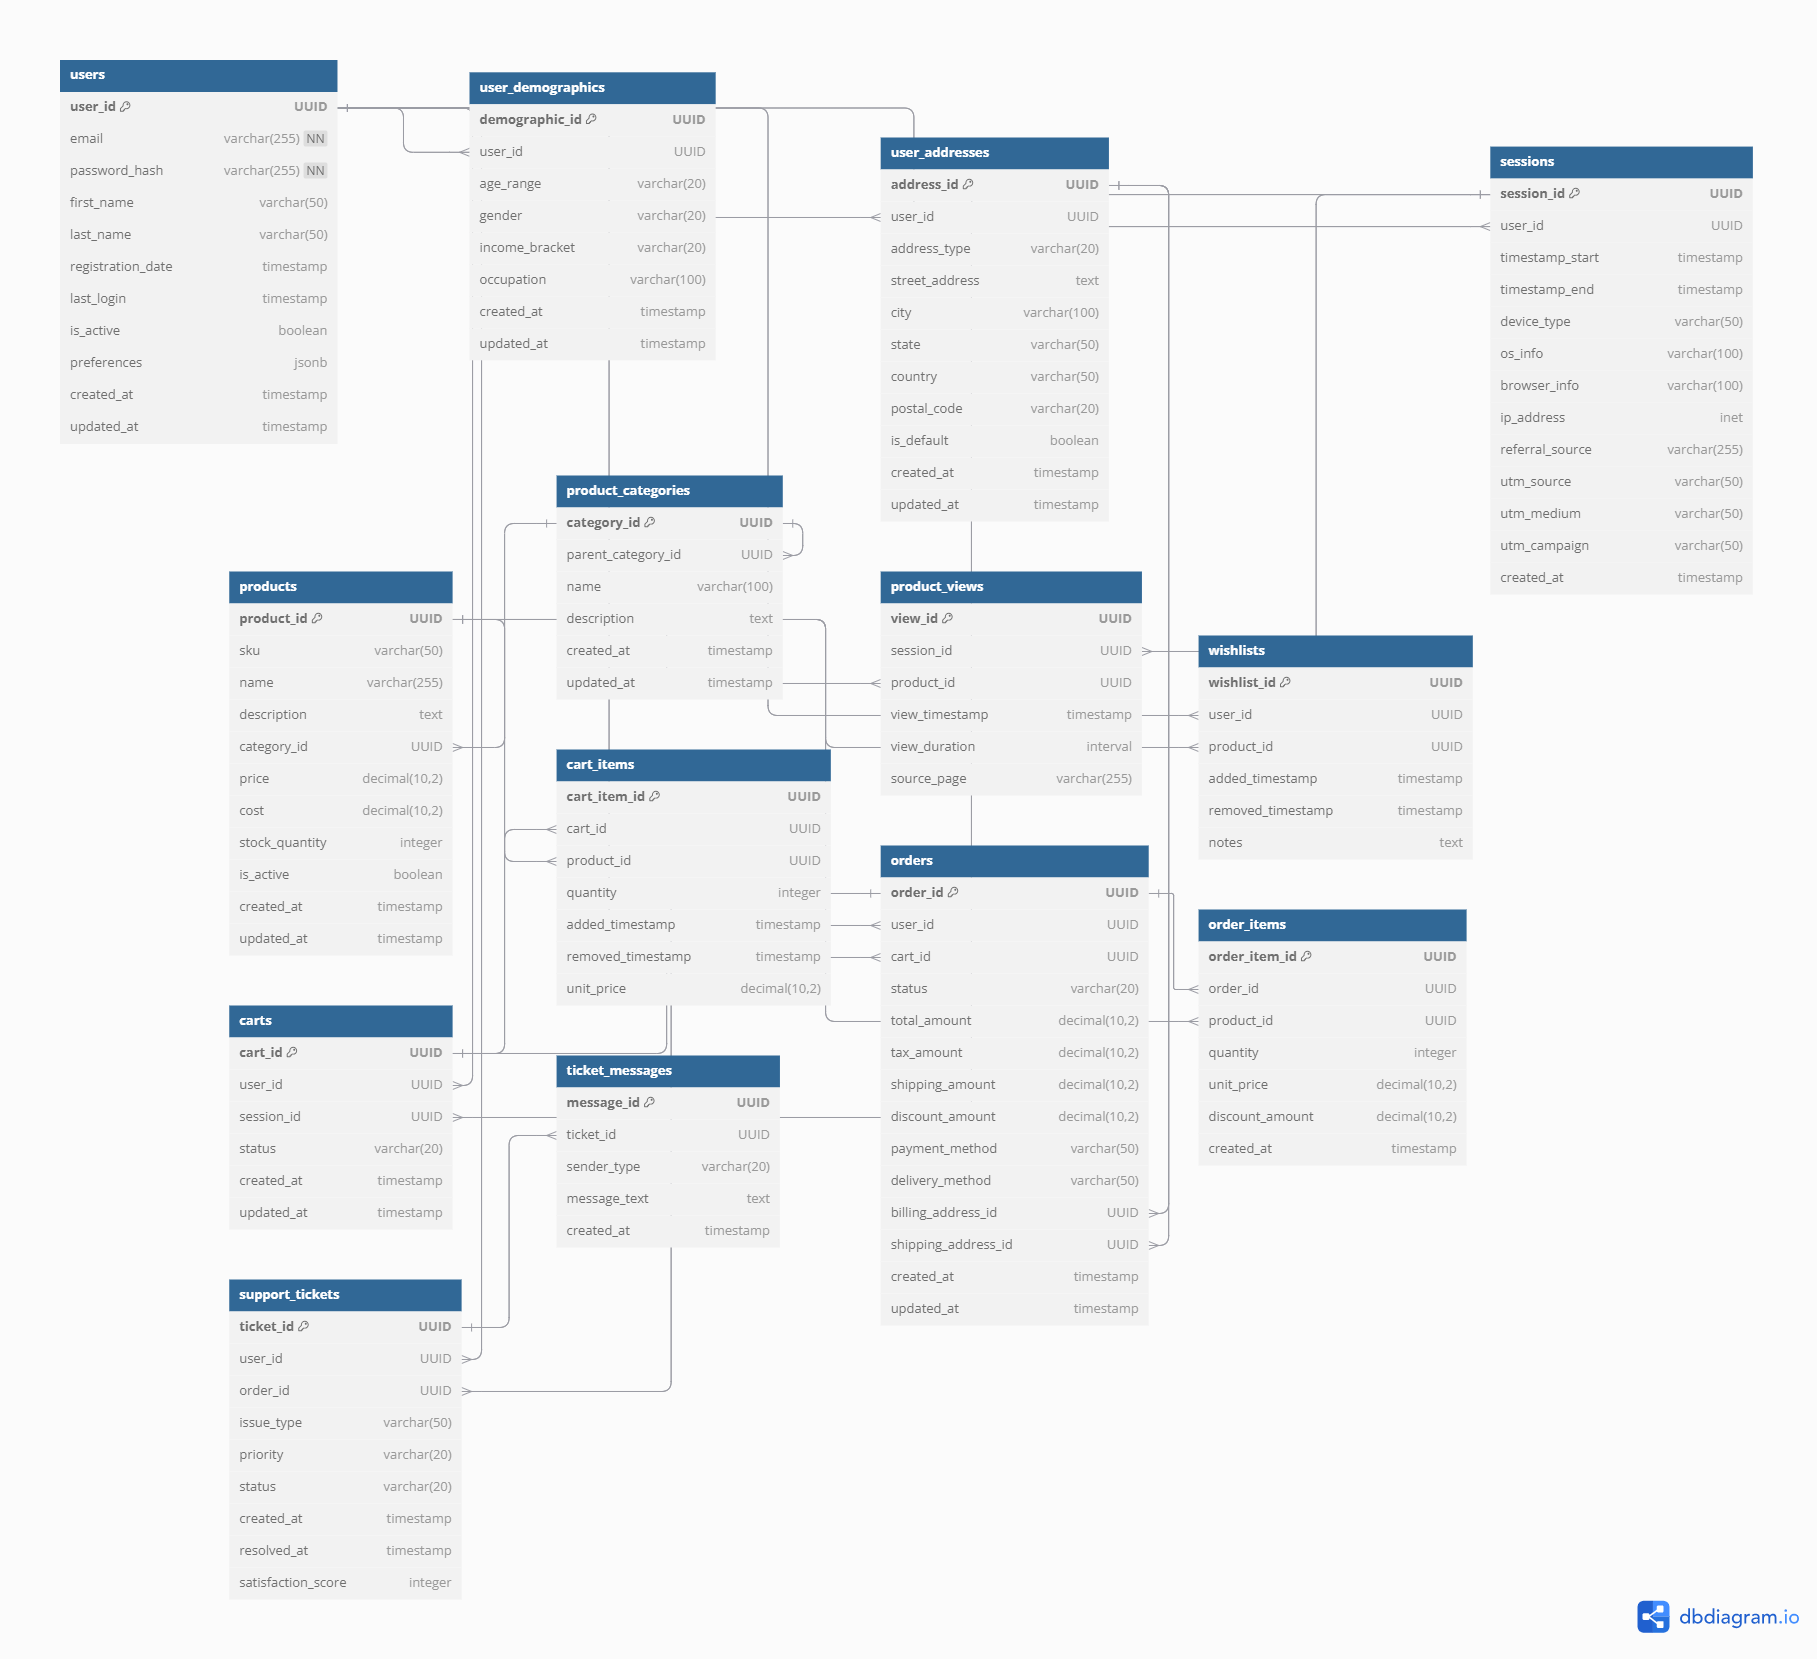 users
user_id UUID
email varchar(255) NN
password_hash varchar(255) NN
first_name varchar(50)
last_name varchar(50)
registration_date timestamp
last_login timestamp
is_active boolean
preferences jsonb
created_at timestamp
updated_at timestamp
user_demographics
demographic_id UUID
user_id UUID
age_range varchar(20)
gender varchar(20)
income_bracket varchar(20)
occupation varchar(100)
created_at timestamp
updated_at timestamp
user_addresses
address_id UUID
user_id UUID
address_type varchar(20)
street_address text
city varchar(100)
state varchar(50)
country varchar(50)
postal_code varchar(20)
is_default boolean
created_at timestamp
updated_at timestamp
sessions
session_id UUID
user_id UUID
timestamp_start timestamp
timestamp_end timestamp
device_type varchar(50)
os_info varchar(100)
browser_info varchar(100)
ip_address inet
referral_source varchar(255)
utm_source varchar(50)
utm_medium varchar(50)
utm_campaign varchar(50)
created_at timestamp
product_categories
category_id UUID
parent_category_id UUID
name varchar(100)
description text
created_at timestamp
updated_at timestamp
products
product_id UUID
sku varchar(50)
name varchar(255)
description text
category_id UUID
price decimal(10,2)
cost decimal(10,2)
stock_quantity integer
is_active boolean
created_at timestamp
updated_at timestamp
product_views
view_id UUID
session_id UUID
product_id UUID
view_timestamp timestamp
view_duration interval
source_page varchar(255)
wishlists
wishlist_id UUID
user_id UUID
product_id UUID
added_timestamp timestamp
removed_timestamp timestamp
notes text
cart_items
cart_item_id UUID
cart_id UUID
product_id UUID
quantity integer
added_timestamp timestamp
removed_timestamp timestamp
unit_price decimal(10,2)
orders
order_id UUID
user_id UUID
cart_id UUID
status varchar(20)
total_amount decimal(10,2)
tax_amount decimal(10,2)
shipping_amount decimal(10,2)
discount_amount decimal(10,2)
payment_method varchar(50)
delivery_method varchar(50)
billing_address_id UUID
shipping_address_id UUID
created_at timestamp
updated_at timestamp
order_items
order_item_id UUID
order_id UUID
product_id UUID
quantity integer
unit_price decimal(10,2)
discount_amount decimal(10,2)
created_at timestamp
carts
cart_id UUID
user_id UUID
session_id UUID
status varchar(20)
created_at timestamp
updated_at timestamp
ticket_messages
message_id UUID
ticket_id UUID
sender_type varchar(20)
message_text text
created_at timestamp
support_tickets
ticket_id UUID
user_id UUID
order_id UUID
issue_type varchar(50)
priority varchar(20)
status varchar(20)
created_at timestamp
resolved_at timestamp
satisfaction_score integer
dbdiagram.io